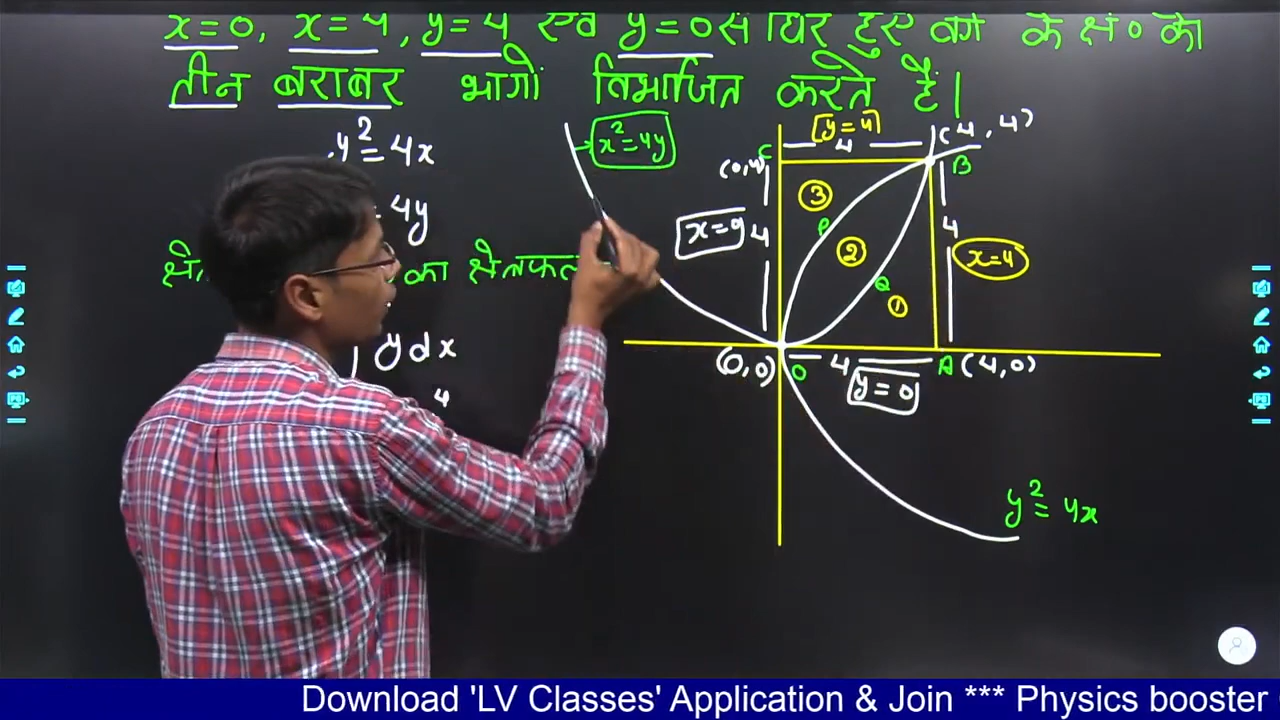 x=0, x=4, y=4 एवं y=0 से घिरे हुए वर्ग के क्षे० को
तीन बराबर भागों विभाजित करते हैं।
y²=4x
=4y
का क्षेत्रफल
y dx
4
x²=4y
y=4
4
(4,4)
C
B
(0,4)
3
P
x=0
4
2
4
x=4
Q
1
(0,0)
O
4
A (4,0)
y=0
y²=4x
Download 'LV Classes' Application & Join *** Physics booster